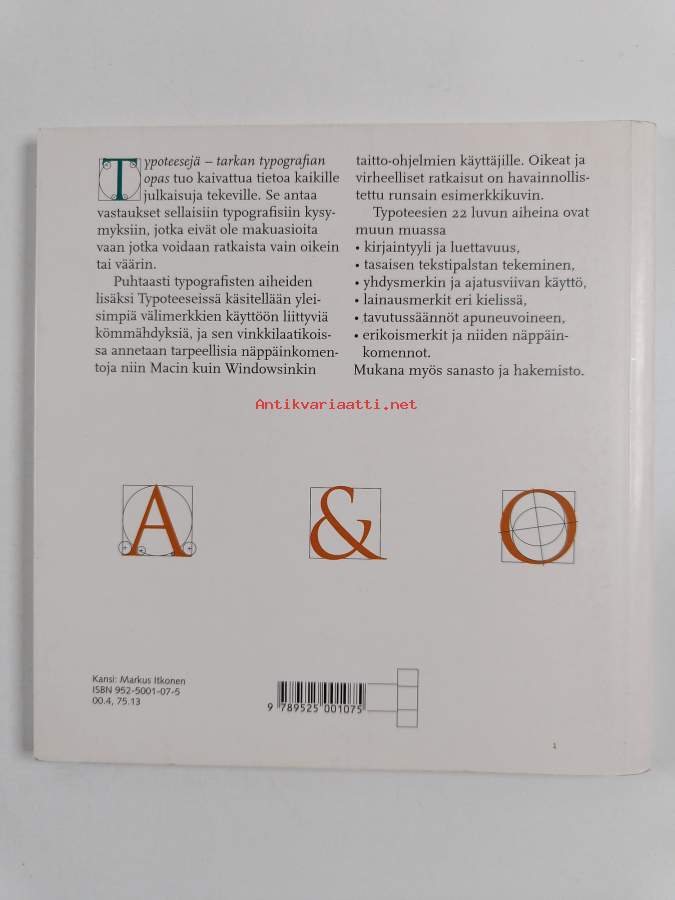 Typoteesejä – tarkan typografian
opas tuo kaivattua tietoa kaikille
julkaisuja tekeville. Se antaa
vastaukset sellaisiin typografisiin kysy-
myksiin, jotka eivät ole makuasioita
vaan jotka voidaan ratkaista vain oikein
tai väärin.
Puhtaasti typografisten aiheiden
lisäksi Typoteeseissä käsitellään ylei-
simpiä välimerkkien käyttöön liittyviä
kömmähdyksiä, ja sen vinkkilaatikois-
sa annetaan tarpeellisia näppäinkomen-
toja niin Macin kuin Windowsinkin
taitto-ohjelmien käyttäjille. Oikeat ja
virheelliset ratkaisut on havainnollis-
tettu runsain esimerkkikuvin.
Typoteesien 22 luvun aiheina ovat
muun muassa
• kirjaintyyli ja luettavuus,
• tasaisen tekstipalstan tekeminen,
• yhdysmerkin ja ajatusviivan käyttö,
• lainausmerkit eri kielissä,
• tavutussäännöt apuneuvoineen,
• erikoismerkit ja niiden näppäin-
komennot.
Mukana myös sanasto ja hakemisto.
Antikvariaatti.net
A & O
Kansi: Markus Itkonen
ISBN 952-5001-07-5
00.4, 75.13
9 789525 001075
1